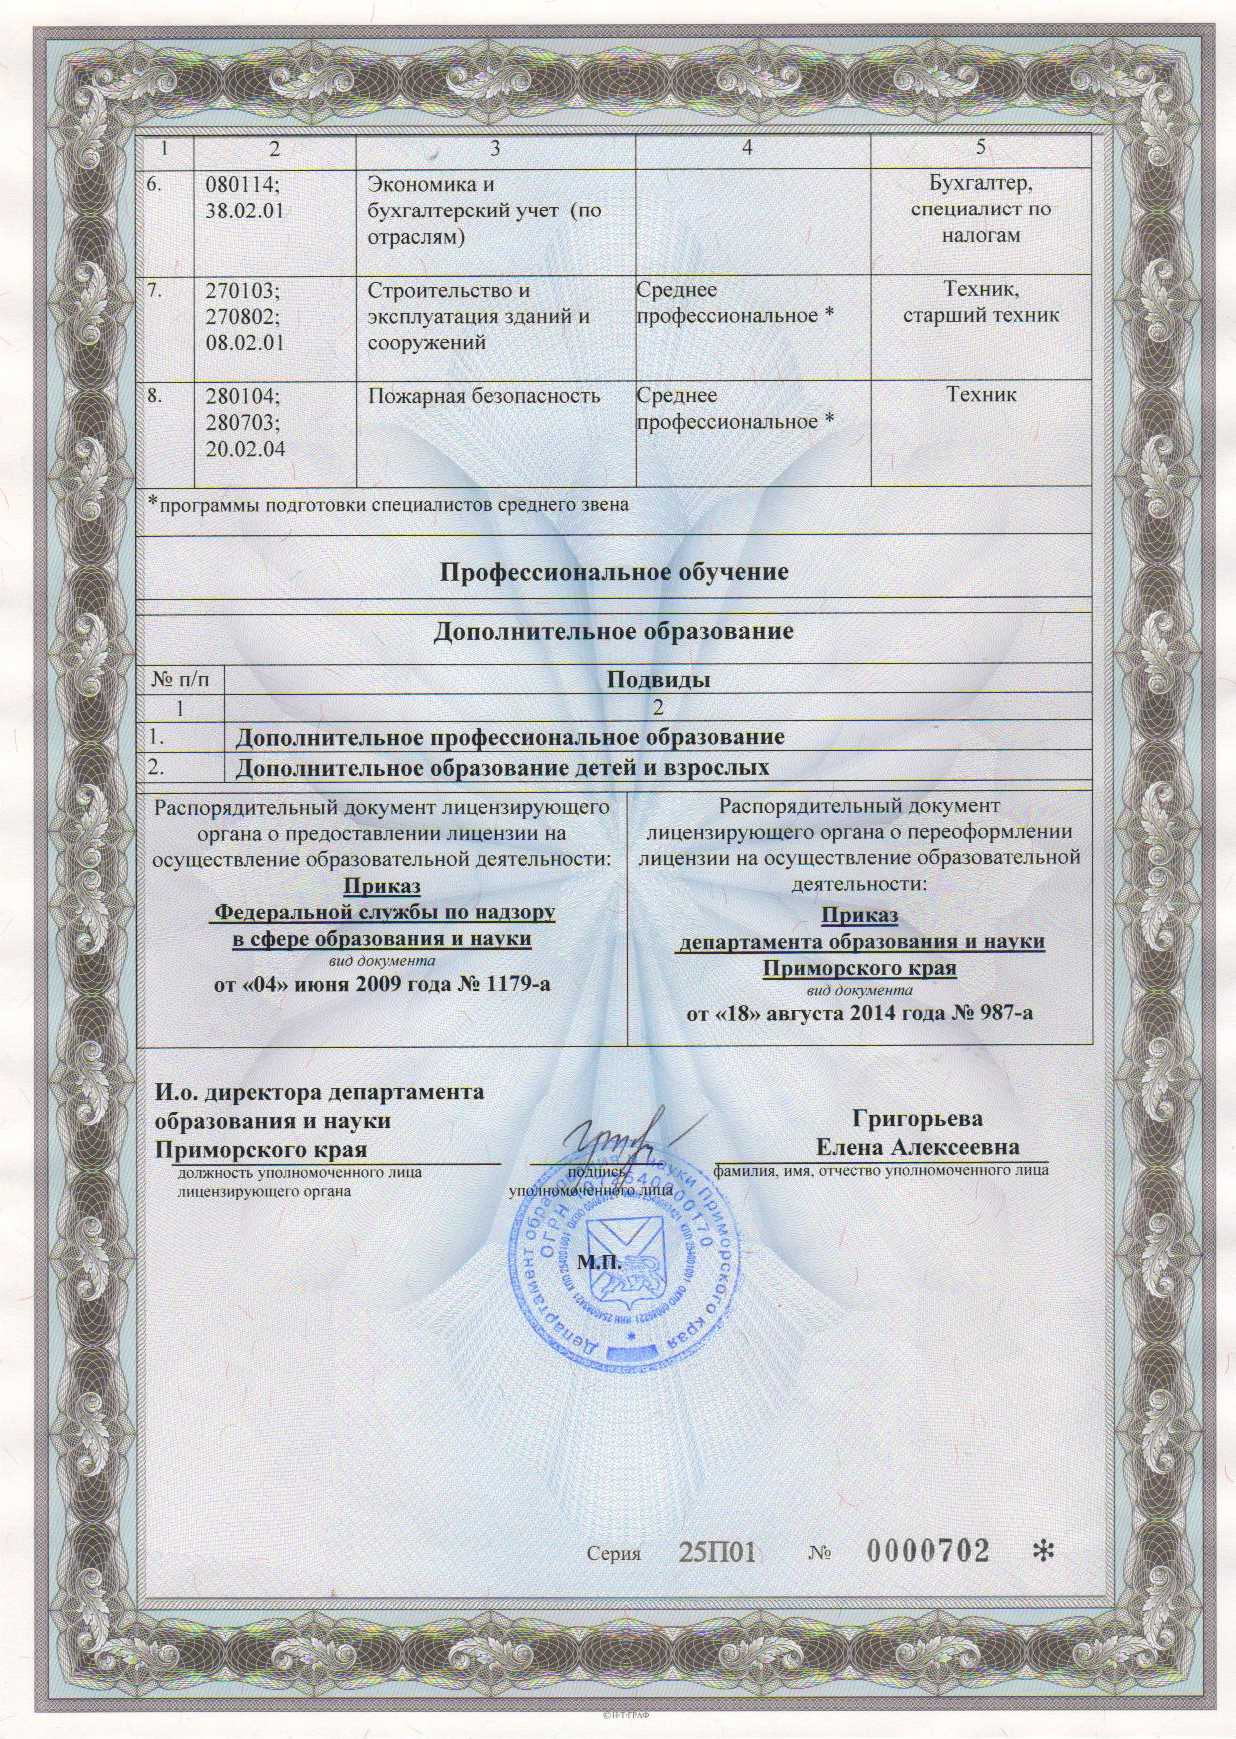 1 2 3 4 5
6. 080114; Экономика и Бухгалтер,
38.02.01 бухгалтерский учет (по специалист по
отраслям) налогам
7. 270103; Строительство и Среднее Техник,
270802; эксплуатация зданий и профессиональное * старший техник
08.02.01 сооружений
8. 280104; Пожарная безопасность Среднее Техник
280703; профессиональное *
20.02.04
*программы подготовки специалистов среднего звена
Профессиональное обучение
Дополнительное образование
№ п/п Подвиды
1 2
1. Дополнительное профессиональное образование
2. Дополнительное образование детей и взрослых
Распорядительный документ лицензирующего
органа о предоставлении лицензии на
осуществление образовательной деятельности:
Приказ
Федеральной службы по надзору
в сфере образования и науки
вид документа
от «04» июня 2009 года № 1179-а
Распорядительный документ
лицензирующего органа о переоформлении
лицензии на осуществление образовательной
деятельности:
Приказ
департамента образования и науки
Приморского края
вид документа
от «18» августа 2014 года № 987-а
И.о. директора департамента
образования и науки
Приморского края
должность уполномоченного лица
лицензирующего органа
подпись
уполномоченного лица
Григорьева
Елена Алексеевна
фамилия, имя, отчество уполномоченного лица
Департамент образования и науки Приморского края
М.П.
Серия 25П01 № 0000702 *
© Н·Т·ГРАФ